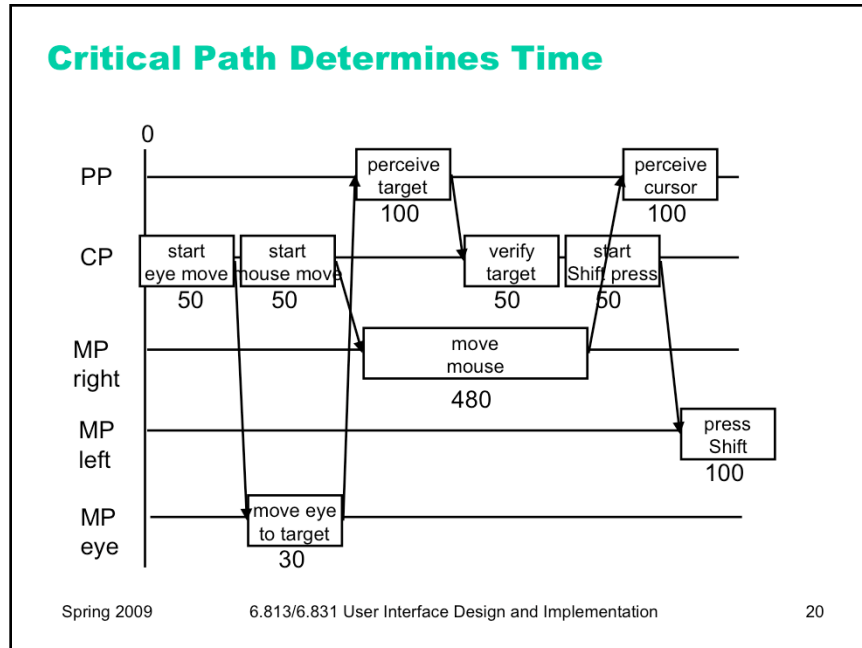 Critical Path Determines Time
0
PP
perceive
target
100
perceive
cursor
100
CP
start
eye move
50
start
mouse move
50
verify
target
50
start
Shift press
50
MP
right
move
mouse
480
MP
left
press
Shift
100
MP
eye
move eye
to target
30
Spring 2009
6.813/6.831 User Interface Design and Implementation
20